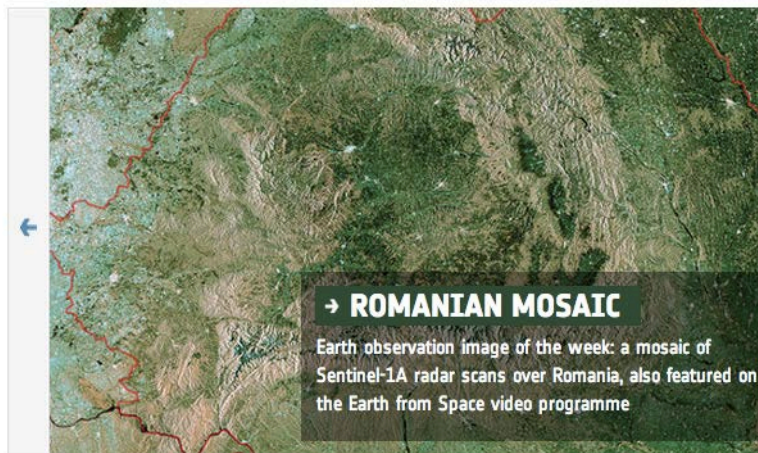 → ROMANIAN MOSAIC
Earth observation image of the week: a mosaic of
Sentinel-1A radar scans over Romania, also featured on
the Earth from Space video programme